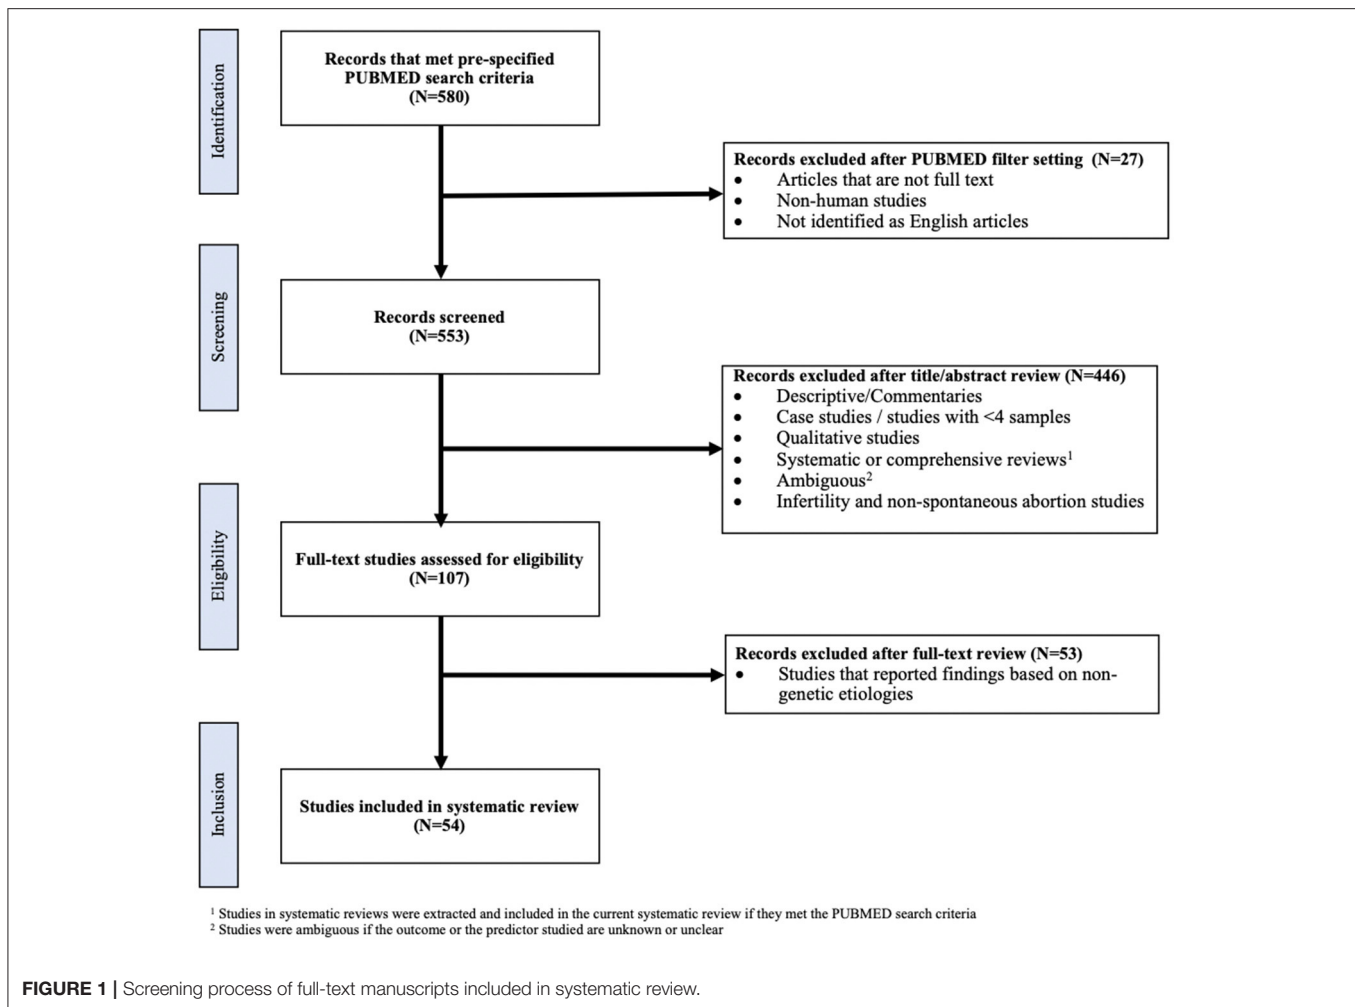 Identification
Records that met pre-specified
PUBMED search criteria
(N=580)
Records excluded after PUBMED filter setting (N=27)
• Articles that are not full text
• Non-human studies
• Not identified as English articles
Screening
Records screened
(N=553)
Records excluded after title/abstract review (N=446)
• Descriptive/Commentaries
• Case studies / studies with <4 samples
• Qualitative studies
• Systematic or comprehensive reviews¹
• Ambiguous²
• Infertility and non-spontaneous abortion studies
Eligibility
Full-text studies assessed for eligibility
(N=107)
Records excluded after full-text review (N=53)
• Studies that reported findings based on non-
genetic etiologies
Inclusion
Studies included in systematic review
(N=54)
¹ Studies in systematic reviews were extracted and included in the current systematic review if they met the PUBMED search criteria
² Studies were ambiguous if the outcome or the predictor studied are unknown or unclear
FIGURE 1 | Screening process of full-text manuscripts included in systematic review.